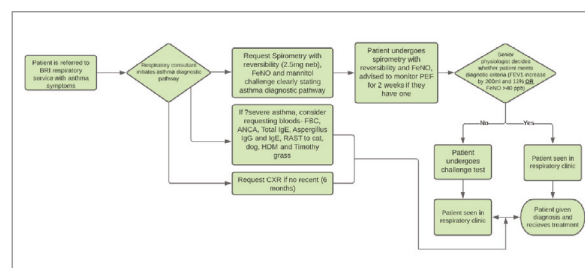 Patient is referred to
BRI respiratory
service with asthma
symptoms
Respiratory consultant
initiates asthma diagnostic
pathway
Request Spirometry with
reversibility (2.5mg neb),
FeNO and mannitol
challenge clearly stating
asthma diagnostic pathway
Patient undergoes
spirometry with
reversibility and FeNO,
advised to monitor PEF
for 2 weeks if they
have one
Senior
physiologist decides
whether patient meets
diagnostic criteria (FEV1 increase
by 200ml and 12% OR
FeNO >40 ppb)
If ?severe asthma, consider
requesting bloods- FBC,
ANCA, Total IgE, Aspergillus
IgG and IgE, RAST to cat,
dog, HDM and Timothy
grass
Request CXR if no recent (6
months)
No
Yes
Patient
undergoes
challenge test
Patient seen in
respiratory clinic
Patient seen in
respiratory clinic
Patient given
diagnosis and
recieves treatment